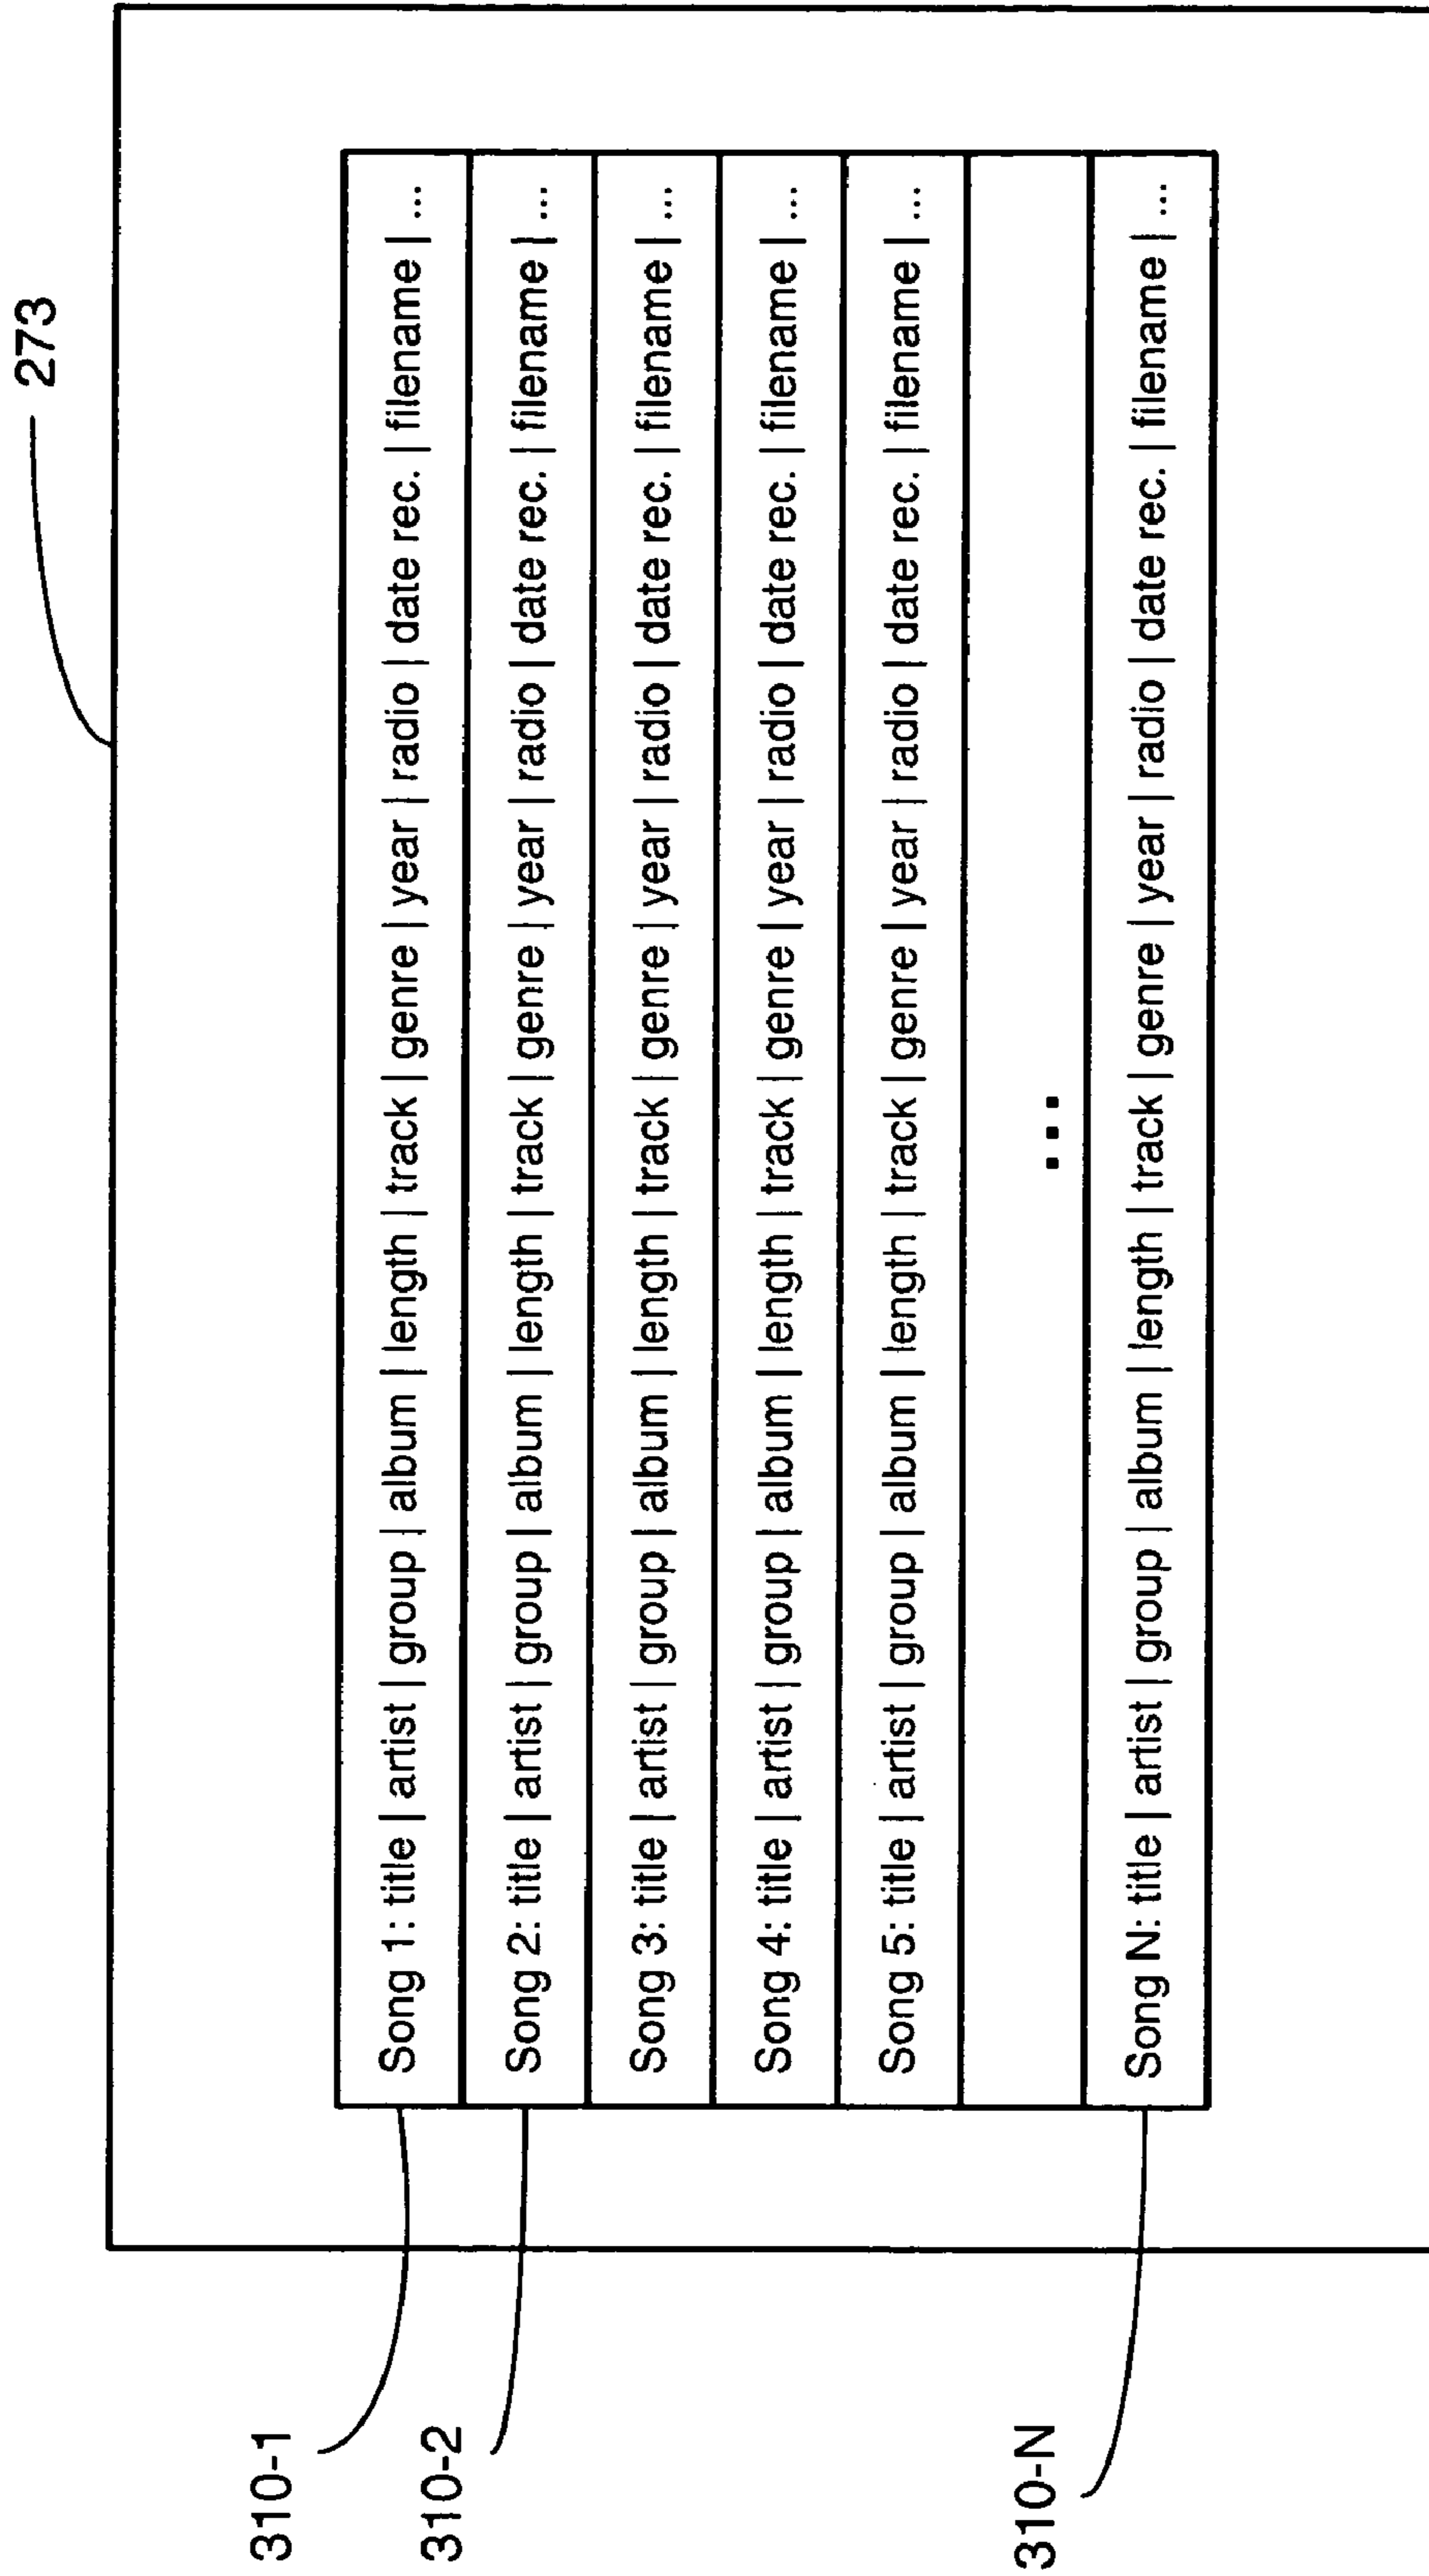 273
310-1
Song 1: title | artist | group | album | length | track | genre | year | radio | date rec. | filename | ...
310-2
Song 2: title | artist | group | album | length | track | genre | year | radio | date rec. | filename | ...
Song 3: title | artist | group | album | length | track | genre | year | radio | date rec. | filename | ...
Song 4: title | artist | group | album | length | track | genre | year | radio | date rec. | filename | ...
Song 5: title | artist | group | album | length | track | genre | year | radio | date rec. | filename | ...
...
310-N
Song N: title | artist | group | album | length | track | genre | year | radio | date rec. | filename | ...